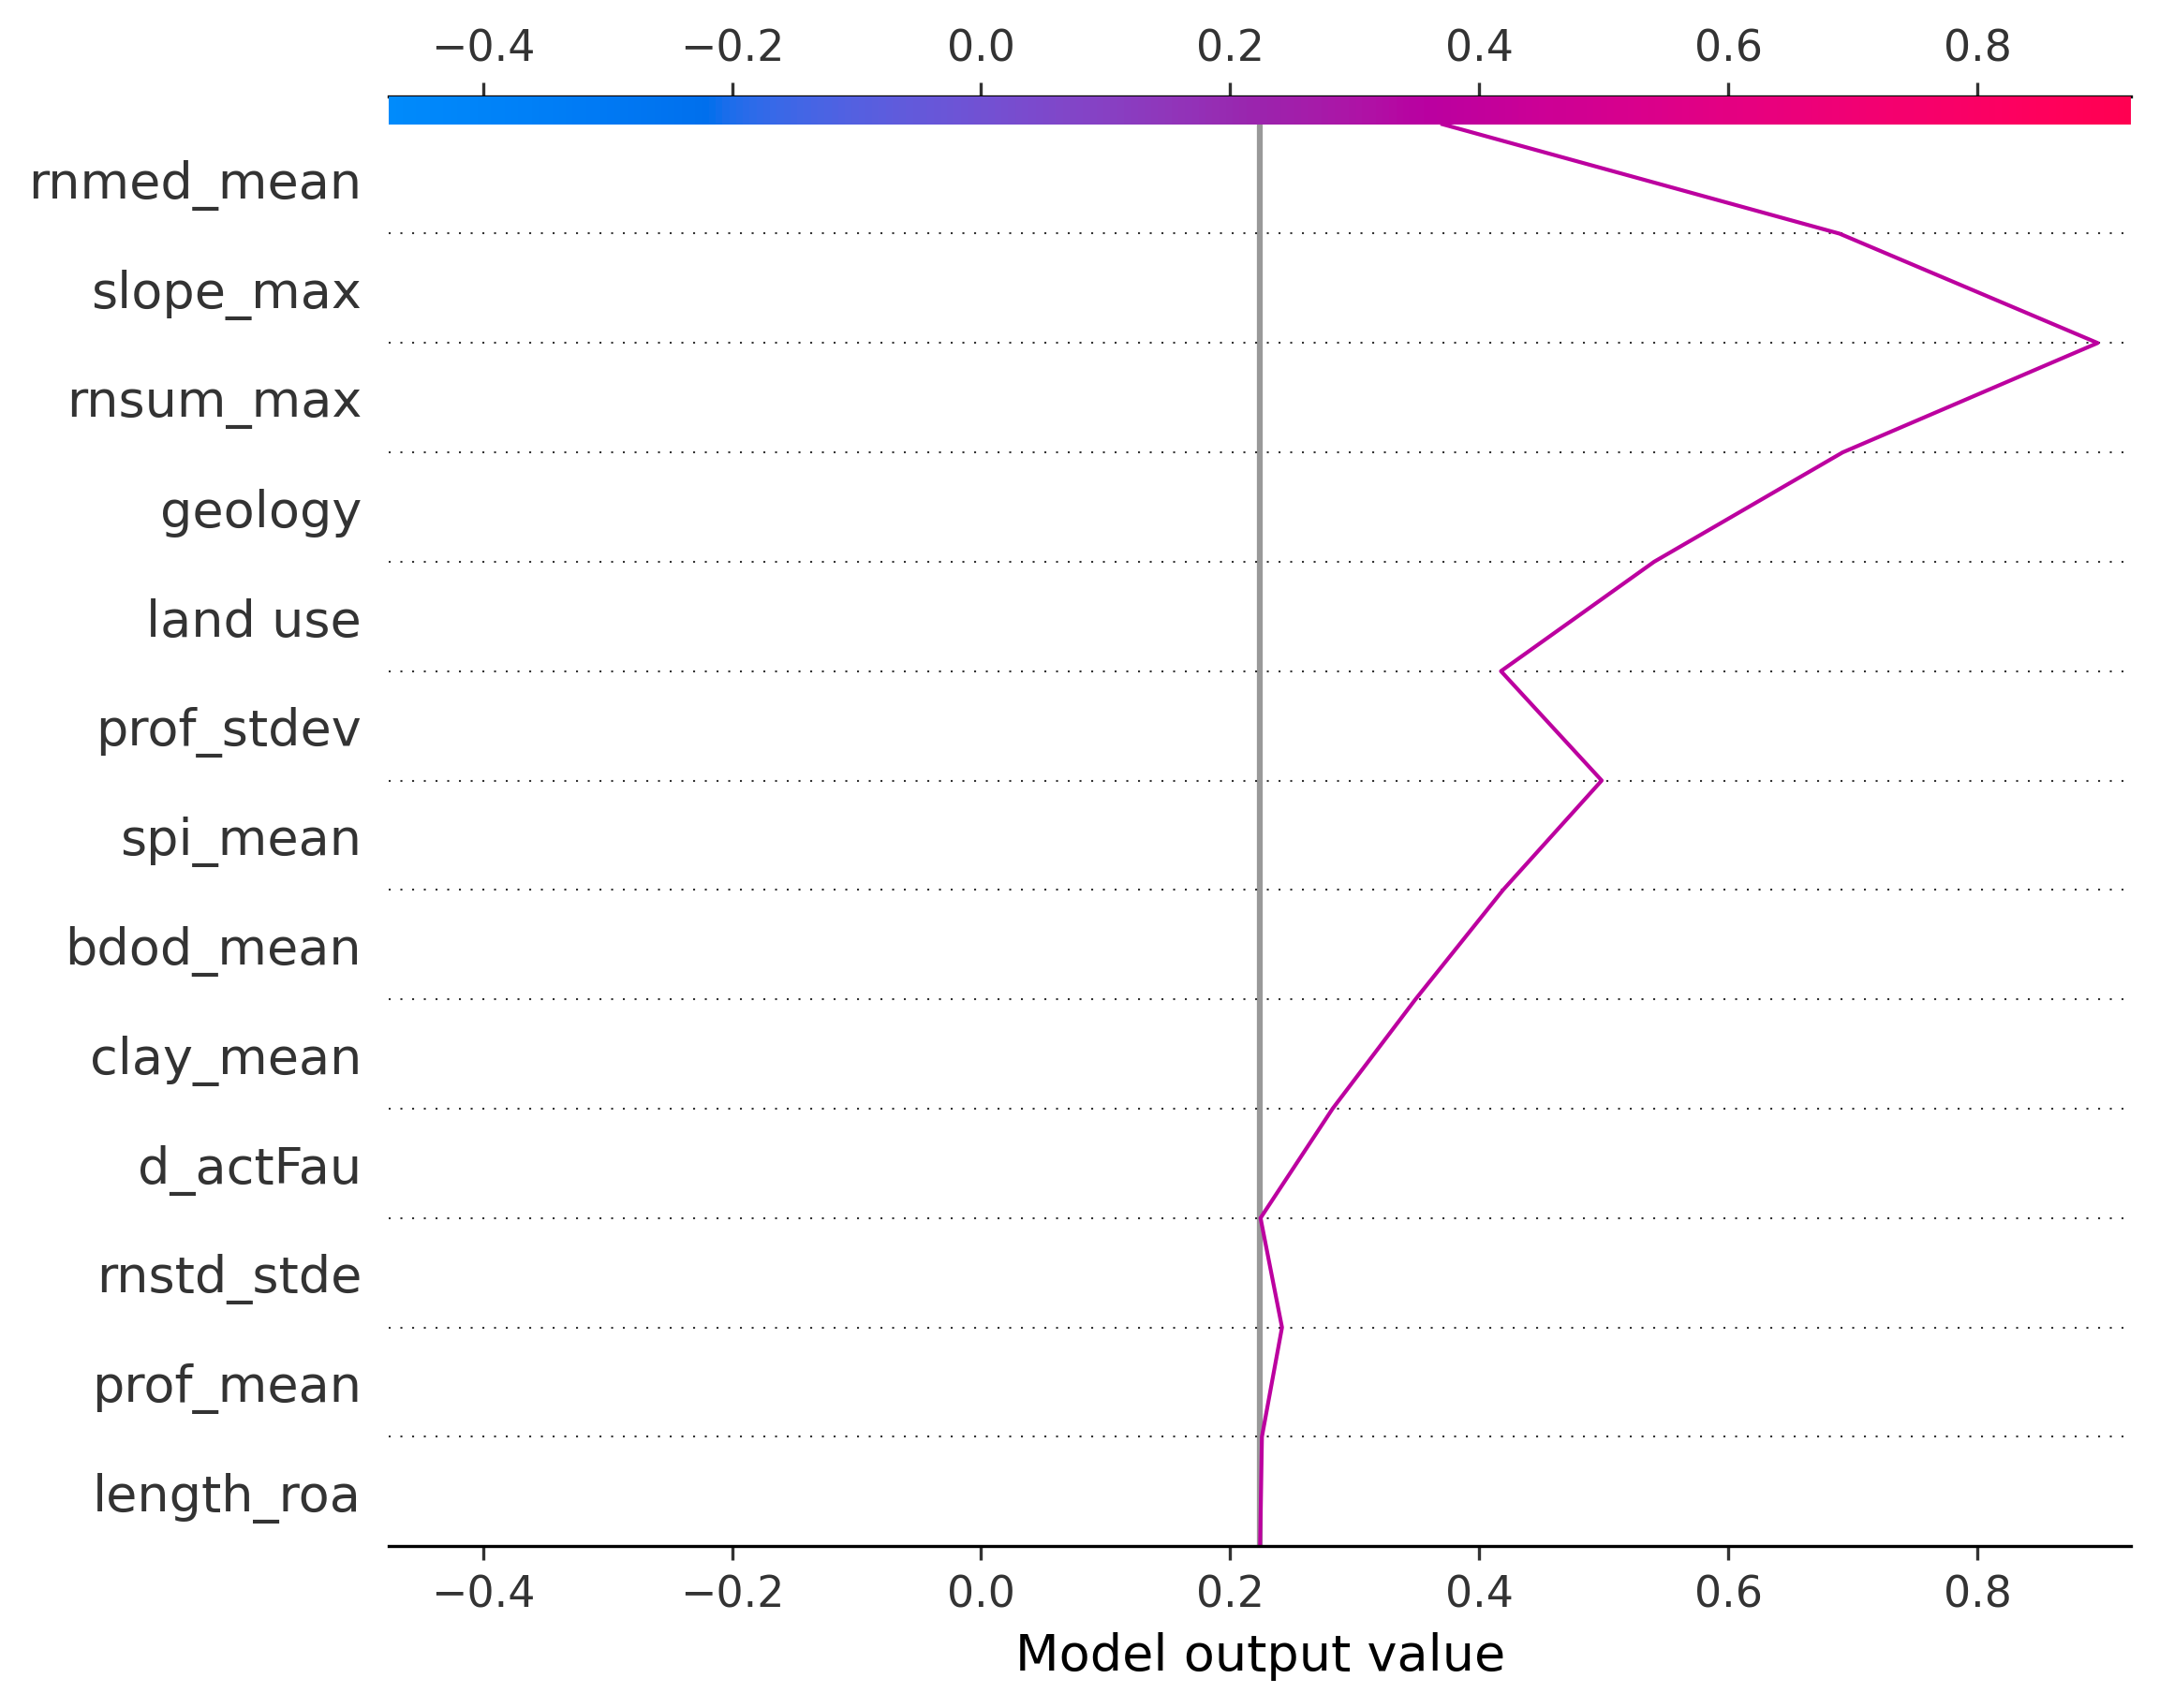 −0.4 −0.2 0.0 0.2 0.4 0.6 0.8
rnmed_mean
slope_max
rnsum_max
geology
land use
prof_stdev
spi_mean
bdod_mean
clay_mean
d_actFau
rnstd_stde
prof_mean
length_roa
−0.4 −0.2 0.0 0.2 0.4 0.6 0.8
Model output value